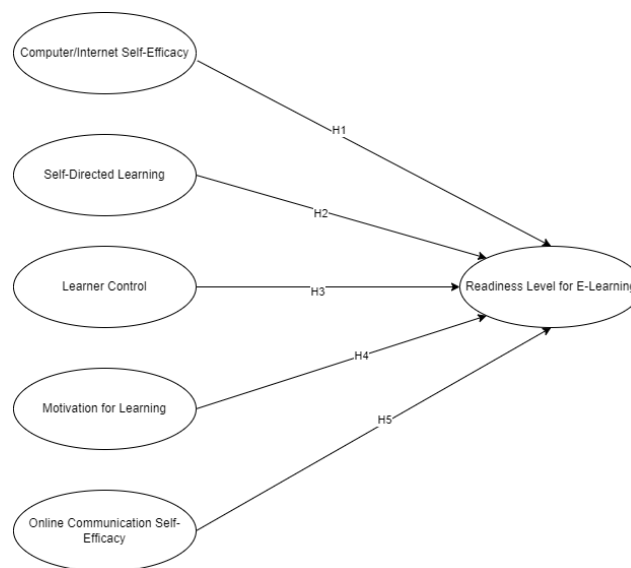 Computer/Internet Self-Efficacy
H1
Self-Directed Learning
H2
Learner Control
H3
Readiness Level for E-Learning
H4
Motivation for Learning
H5
Online Communication Self-
Efficacy